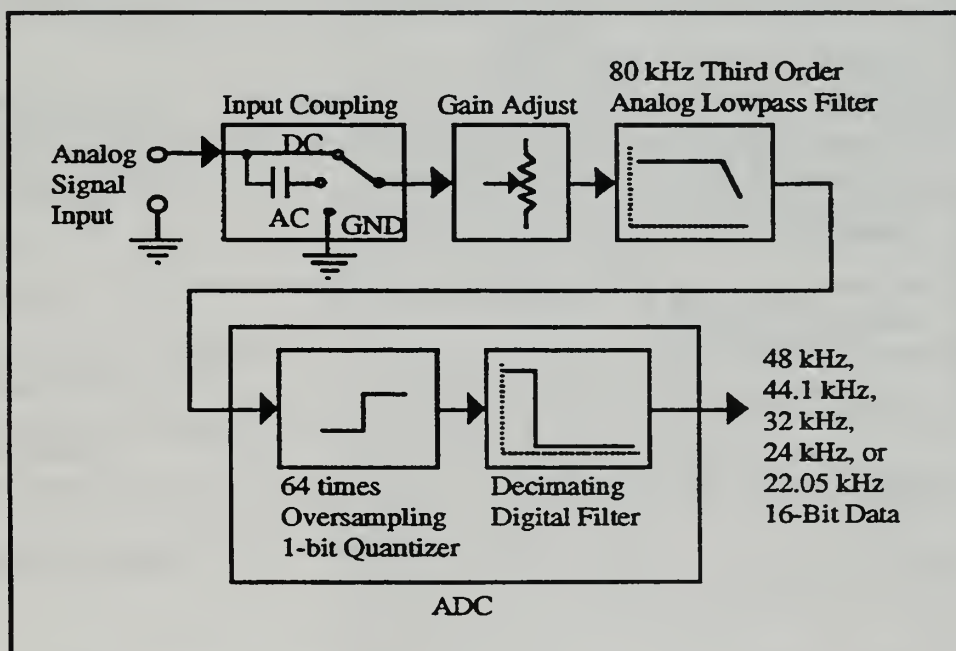 80 kHz Third Order
Analog Lowpass Filter
Input Coupling
Gain Adjust
Analog
Signal
Input
DC
AC
GND
64 times
Oversampling
1-bit Quantizer
Decimating
Digital Filter
48 kHz,
44.1 kHz,
32 kHz,
24 kHz, or
22.05 kHz
16-Bit Data
ADC